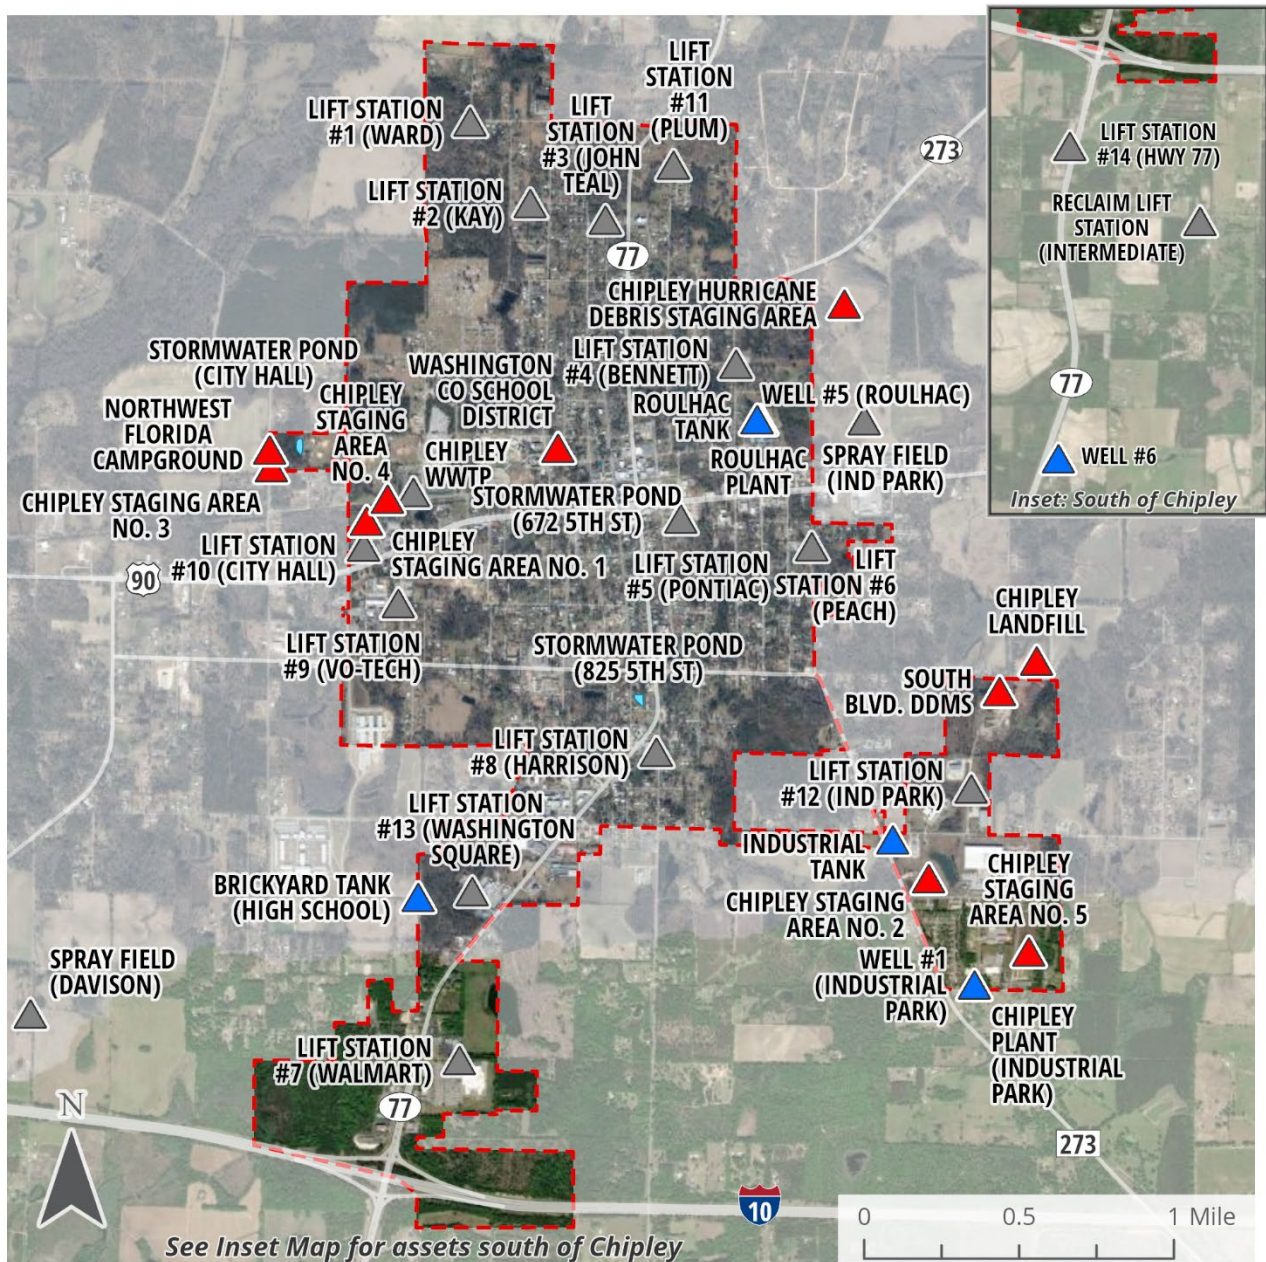 LIFT
STATION
#11
(PLUM)
LIFT STATION
#1 (WARD)
LIFT
STATION
#3 (JOHN
TEAL)
273
LIFT STATION
#2 (KAY)
77
CHIPLEY HURRICANE
DEBRIS STAGING AREA
STORMWATER POND
(CITY HALL)
WASHINGTON
CO SCHOOL
DISTRICT
LIFT STATION
#4 (BENNETT)
CHIPLEY
STAGING
AREA
NO. 4
NORTHWEST
FLORIDA
CAMPGROUND
ROULHAC
TANK
WELL #5 (ROULHAC)
CHIPLEY
WWTP
ROULHAC
PLANT
SPRAY FIELD
(IND PARK)
CHIPLEY STAGING AREA
NO. 3
STORMWATER POND
(672 5TH ST)
LIFT STATION
#10 (CITY HALL)
CHIPLEY
STAGING AREA NO. 1
LIFT STATION
#5 (PONTIAC)
LIFT
STATION #6
(PEACH)
90
LIFT STATION
#9 (VO-TECH)
STORMWATER POND
(825 5TH ST)
CHIPLEY
LANDFILL
SOUTH
BLVD. DDMS
LIFT STATION
#8 (HARRISON)
LIFT STATION
#12 (IND PARK)
LIFT STATION
#13 (WASHINGTON
SQUARE)
INDUSTRIAL
TANK
CHIPLEY
STAGING
AREA NO. 5
BRICKYARD TANK
(HIGH SCHOOL)
CHIPLEY STAGING
AREA NO. 2
SPRAY FIELD
(DAVISON)
WELL #1
(INDUSTRIAL
PARK)
CHIPLEY
PLANT
(INDUSTRIAL
PARK)
LIFT STATION
#7 (WALMART)
77
N
273
10
0 0.5 1 Mile
See Inset Map for assets south of Chipley
LIFT STATION
#14 (HWY 77)
RECLAIM LIFT
STATION
(INTERMEDIATE)
77
WELL #6
Inset: South of Chipley